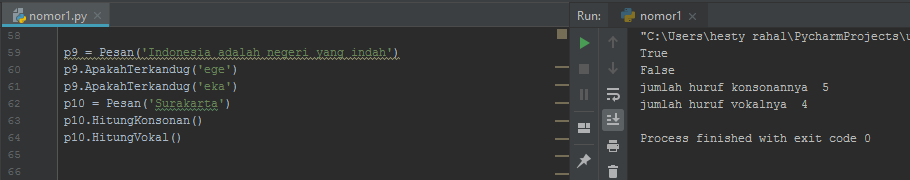 nomor1.py
58
59 p9 = Pesan('Indonesia adalah negeri yang indah')
60 p9.ApakahTerkandug('ege')
61 p9.ApakahTerkandug('eka')
62 p10 = Pesan('Surakarta')
63 p10.HitungKonsonan()
64 p10.HitungVokal()
65
66
Run: nomor1
"C:\Users\hesty rahal\PycharmProjects\u
True
False
jumlah huruf konsonannya  5
jumlah huruf vokalnya  4
Process finished with exit code 0